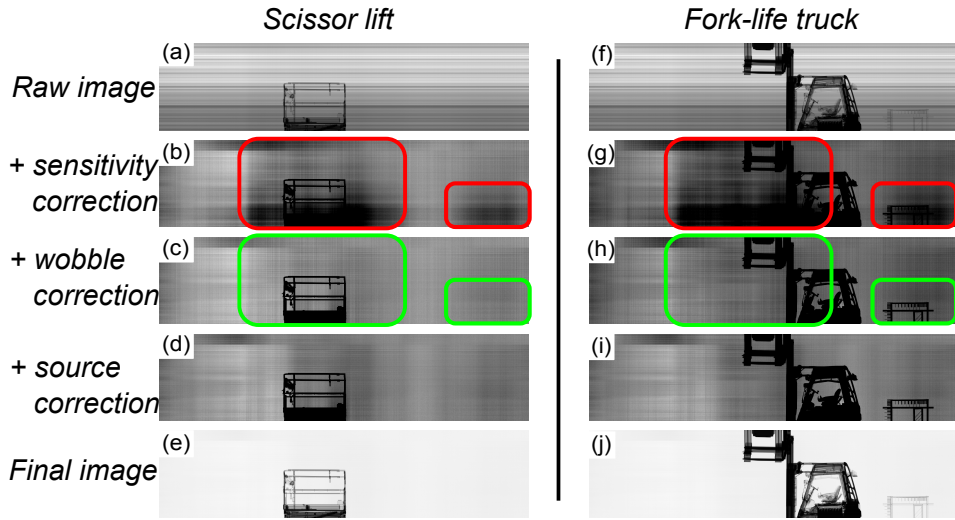 Scissor lift
Fork-life truck
Raw image
(a)
(f)
+ sensitivity
correction
(b)
(g)
+ wobble
correction
(c)
(h)
+ source
correction
(d)
(i)
Final image
(e)
(j)